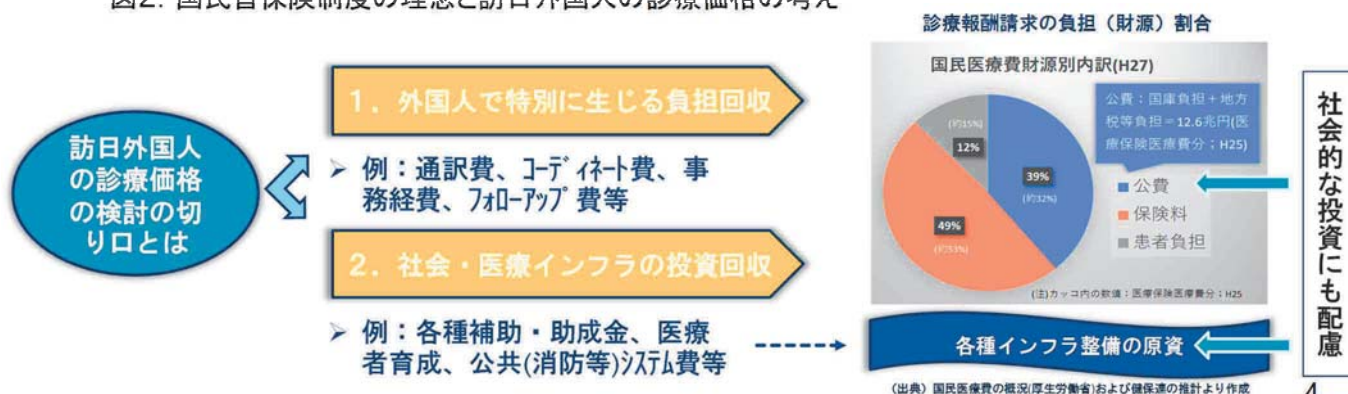 図2. 国民皆保険制度の理念と訪日外国人の診療価格の考え
訪日外国人
の診療価格
の検討の切
り口とは
1. 外国人で特別に生じる負担回収
➢ 例：通訳費、コーディネート費、事
務経費、フォローアップ費等
2. 社会・医療インフラの投資回収
➢ 例：各種補助・助成金、医療
者育成、公共(消防等)システム費等
診療報酬請求の負担（財源）割合
国民医療費財源別内訳(H27)
公費：国庫負担＋地方
税等負担＝12.6兆円(医
療保険医療費分；H25)
(約15%)
12%
39%
(約32%)
49%
(約53%)
公費
保険料
患者負担
(注)カッコ内の数値：医療保険医療費分；H25
各種インフラ整備の原資
（出典）国民医療費の概況(厚生労働省)および健保連の推計より作成
社会的な投資にも配慮
4